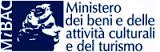 MiBAC
Ministero
dei beni e delle
attività culturali
e del turismo